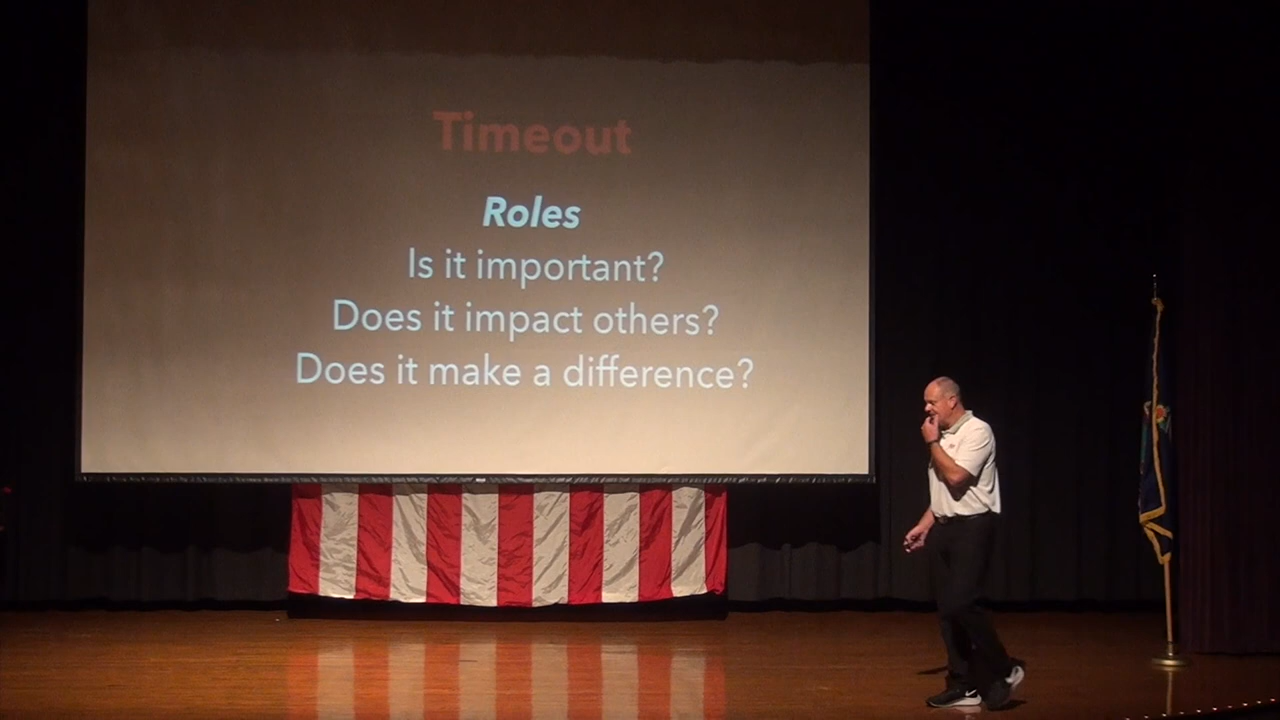 Timeout
Roles
Is it important?
Does it impact others?
Does it make a difference?